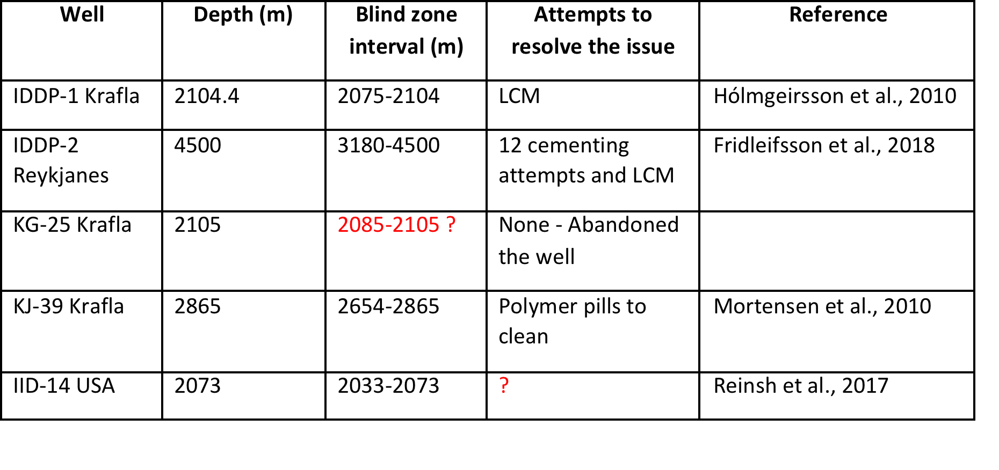 Well Depth (m) Blind zone interval (m) Attempts to resolve the issue Reference
IDDP-1 Krafla 2104.4 2075-2104 LCM Hólmgeirsson et al., 2010
IDDP-2 Reykjanes 4500 3180-4500 12 cementing attempts and LCM Fridleifsson et al., 2018
KG-25 Krafla 2105 2085-2105 ? None - Abandoned the well
KJ-39 Krafla 2865 2654-2865 Polymer pills to clean Mortensen et al., 2010
IID-14 USA 2073 2033-2073 ? Reinsh et al., 2017